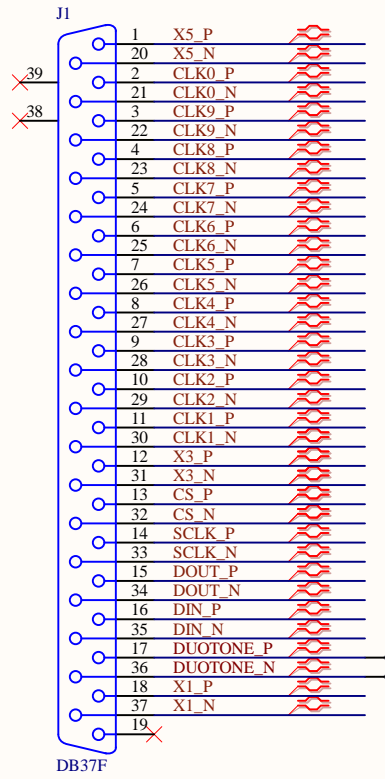 J1
1 X5_P
20 X5_N
39
2 CLK0_P
21 CLK0_N
38
3 CLK9_P
22 CLK9_N
4 CLK8_P
23 CLK8_N
5 CLK7_P
24 CLK7_N
6 CLK6_P
25 CLK6_N
7 CLK5_P
26 CLK5_N
8 CLK4_P
27 CLK4_N
9 CLK3_P
28 CLK3_N
10 CLK2_P
29 CLK2_N
11 CLK1_P
30 CLK1_N
12 X3_P
31 X3_N
13 CS_P
32 CS_N
14 SCLK_P
33 SCLK_N
15 DOUT_P
34 DOUT_N
16 DIN_P
35 DIN_N
17 DUOTONE_P
36 DUOTONE_N
18 X1_P
37 X1_N
19
DB37F